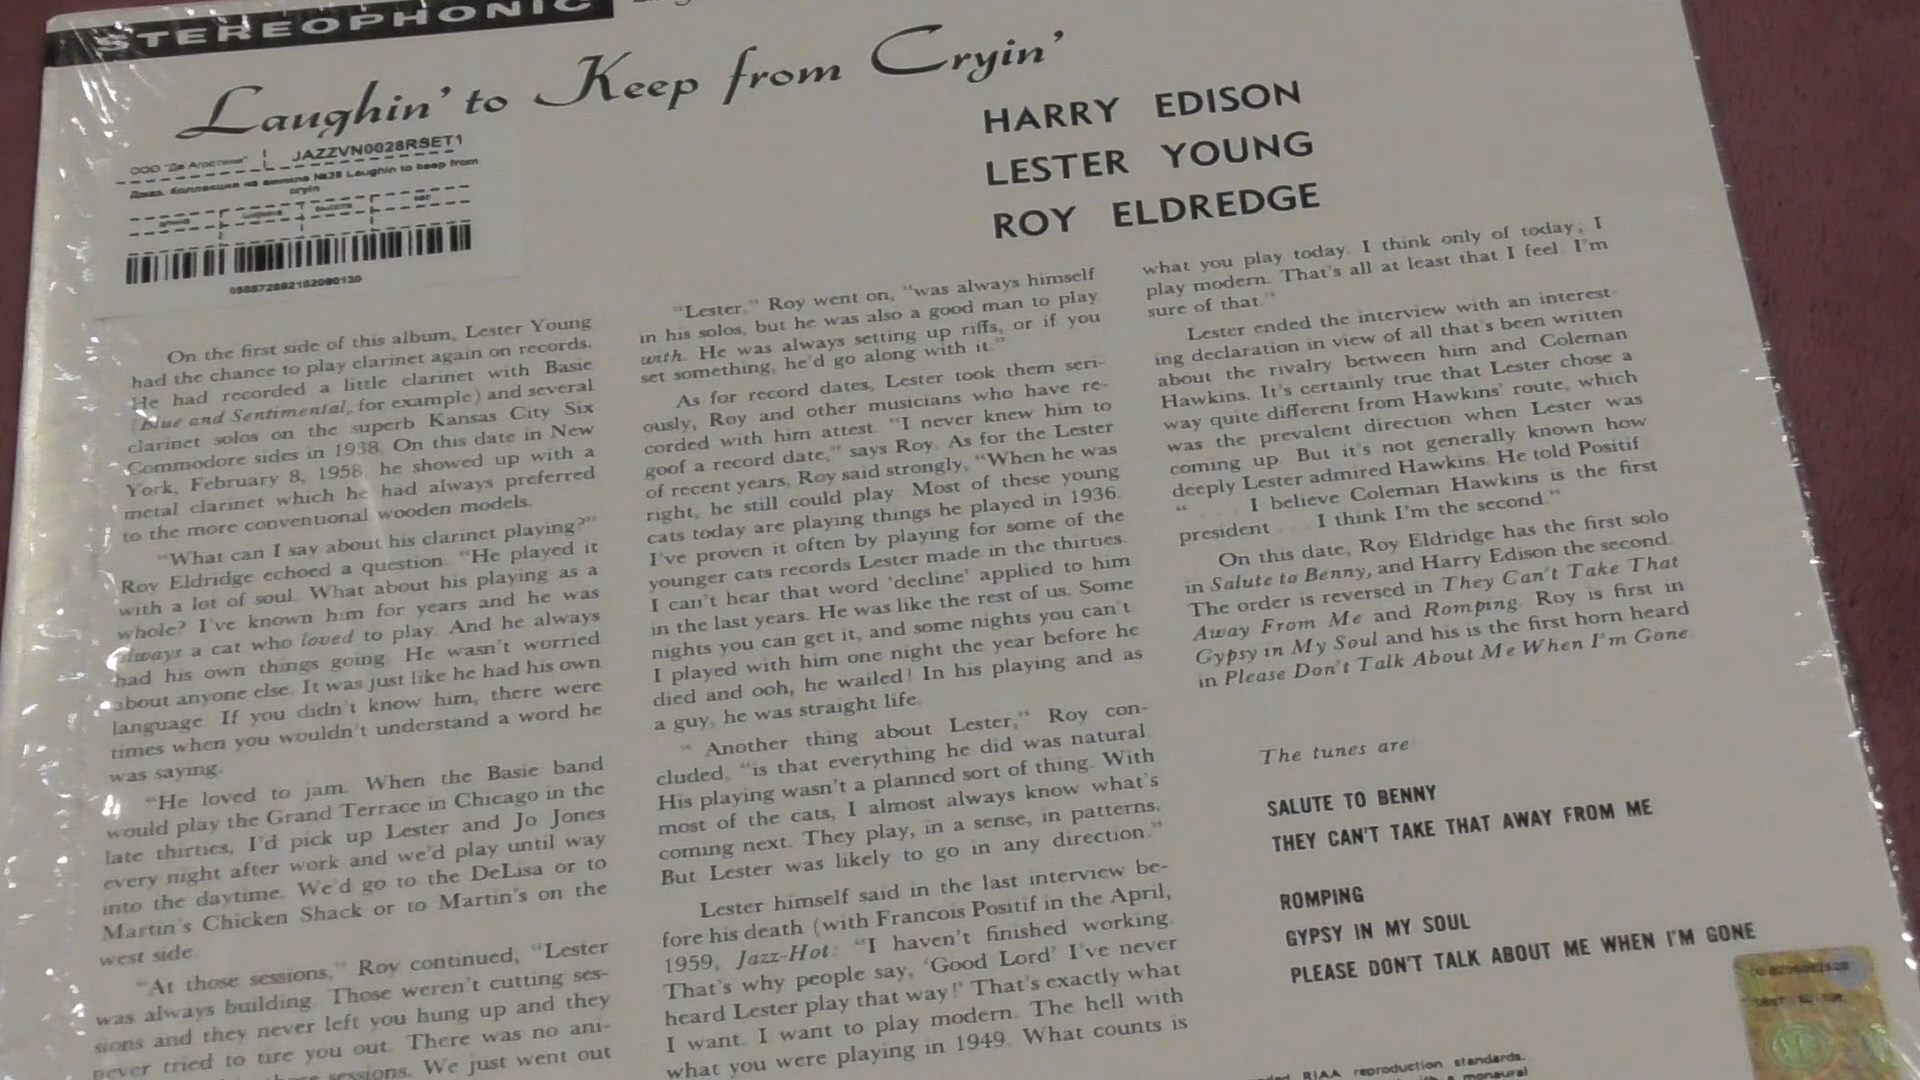 STEREOPHONIC
Laughin' to Keep from Cryin'
HARRY EDISON
LESTER YOUNG
ROY ELDREDGE
ООО "Де Агостини"
JAZZVN0028RSET1
Джаз. Коллекция на виниле №28 Laughin to keep from
cryin
On the first side of this album, Lester Young
had the chance to play clarinet again on records.
He had recorded a little clarinet with Basie
(Blue and Sentimental, for example) and several
clarinet solos on the superb Kansas City Six
Commodore sides in 1938. On this date in New
York, February 8, 1958, he showed up with a
metal clarinet which he had always preferred
to the more conventional wooden models.
"What can I say about his clarinet playing?"
Roy Eldridge echoed a question. "He played it
with a lot of soul. What about his playing as a
whole? I've known him for years and he was
always a cat who loved to play. And he always
had his own things going. He wasn't worried
about anyone else. It was just like he had his own
language. If you didn't know him, there were
times when you wouldn't understand a word he
was saying.
"He loved to jam. When the Basie band
would play the Grand Terrace in Chicago in the
late thirties, I'd pick up Lester and Jo Jones
every night after work and we'd play until way
into the daytime. We'd go to the DeLisa or to
Martin's Chicken Shack or to Martin's on the
west side.
"At those sessions," Roy continued, "Lester
was always building. Those weren't cutting ses-
sions and they never left you hung up and they
never tried to tire you out. There was no ani-
those sessions. We just went out
"Lester," Roy went on, "was always himself
in his solos, but he was also a good man to play
with. He was always setting up riffs, or if you
set something, he'd go along with it."
As for record dates, Lester took them seri-
ously, Roy and other musicians who have re-
corded with him attest. "I never knew him to
goof a record date," says Roy. As for the Lester
of recent years, Roy said strongly, "When he was
right, he still could play. Most of these young
cats today are playing things he played in 1936.
I've proven it often by playing for some of the
younger cats records Lester made in the thirties.
I can't hear that word 'decline' applied to him
in the last years. He was like the rest of us. Some
nights you can get it, and some nights you can't.
I played with him one night the year before he
died and ooh, he wailed! In his playing and as
a guy, he was straight life.
" Another thing about Lester," Roy con-
cluded, "is that everything he did was natural.
His playing wasn't a planned sort of thing. With
most of the cats, I almost always know what's
coming next. They play, in a sense, in patterns.
But Lester was likely to go in any direction."
Lester himself said in the last interview be-
fore his death (with Francois Positif in the April,
1959, Jazz-Hot: "I haven't finished working.
That's why people say, 'Good Lord' I've never
heard Lester play that way!' That's exactly what
I want. I want to play modern. The hell with
what you were playing in 1949. What counts is
what you play today. I think only of today; I
play modern. That's all at least that I feel. I'm
sure of that."
Lester ended the interview with an interest-
ing declaration in view of all that's been written
about the rivalry between him and Coleman
Hawkins. It's certainly true that Lester chose a
way quite different from Hawkins' route, which
was the prevalent direction when Lester was
coming up. But it's not generally known how
deeply Lester admired Hawkins. He told Positif
" . . . I believe Coleman Hawkins is the first
president . . . I think I'm the second."
On this date, Roy Eldridge has the first solo
in Salute to Benny, and Harry Edison the second.
The order is reversed in They Can't Take That
Away From Me and Romping. Roy is first in
Gypsy in My Soul and his is the first horn heard
in Please Don't Talk About Me When I'm Gone.
The tunes are:
SALUTE TO BENNY
THEY CAN'T TAKE THAT AWAY FROM ME
ROMPING
GYPSY IN MY SOUL
PLEASE DON'T TALK ABOUT ME WHEN I'M GONE
RIAA reproduction standards.
with a monaural